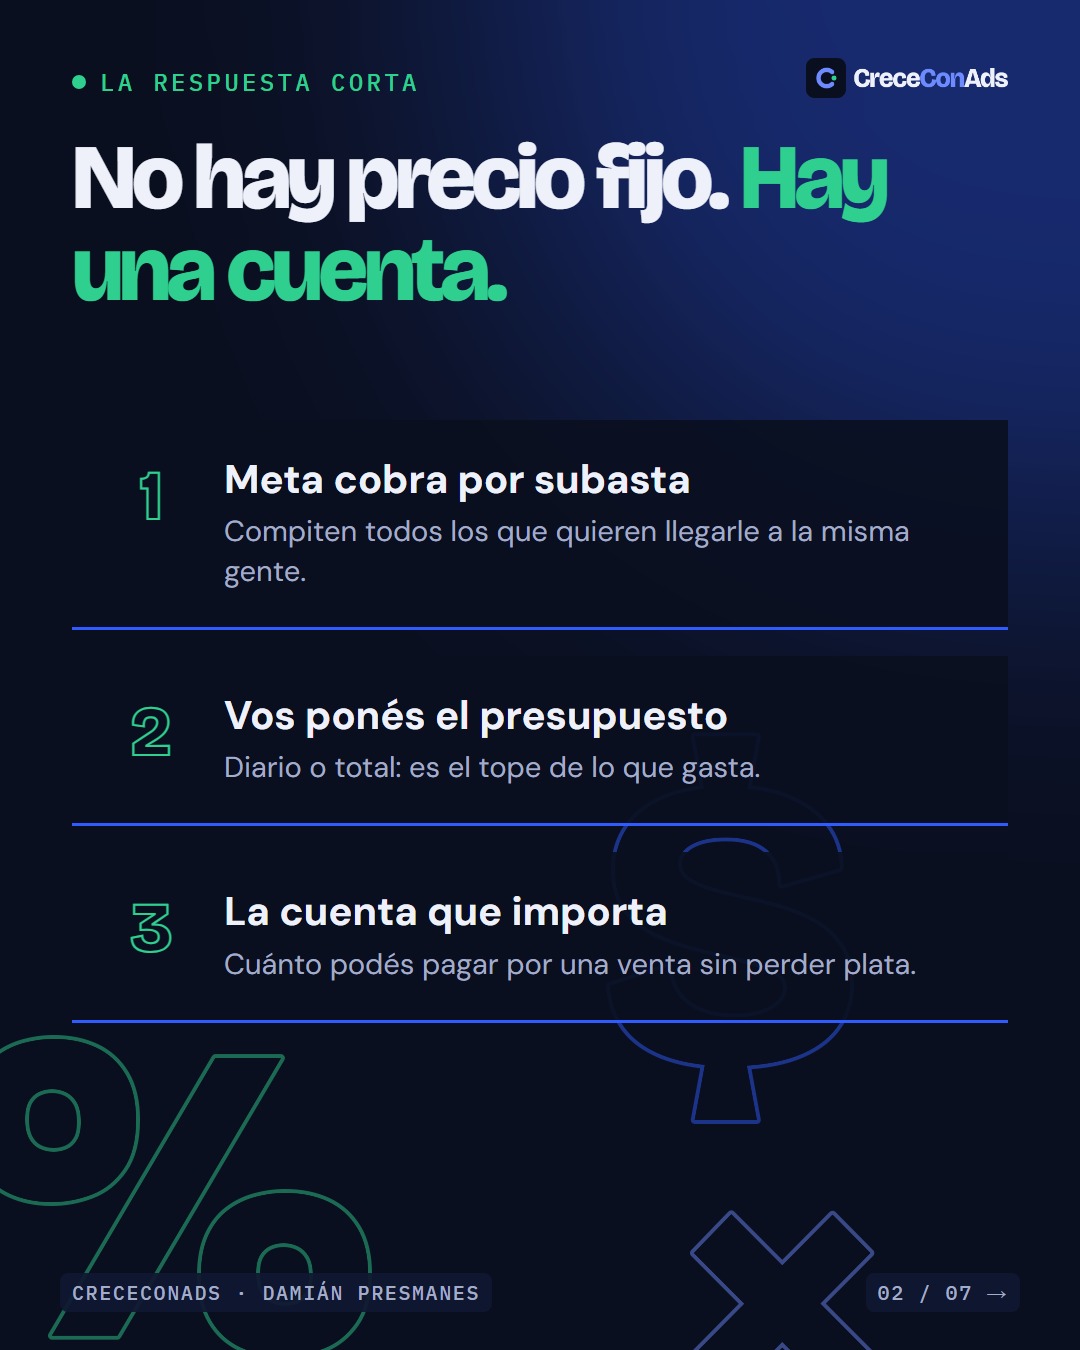 LA RESPUESTA CORTA
CreceConAds
No hay precio fijo. Hay
una cuenta.
1
Meta cobra por subasta
Compiten todos los que quieren llegarle a la misma
gente.
2
Vos ponés el presupuesto
Diario o total: es el tope de lo que gasta.
3
La cuenta que importa
Cuánto podés pagar por una venta sin perder plata.
$
%
CRECECONADS · DAMIÁN PRESMANES
02 / 07 →